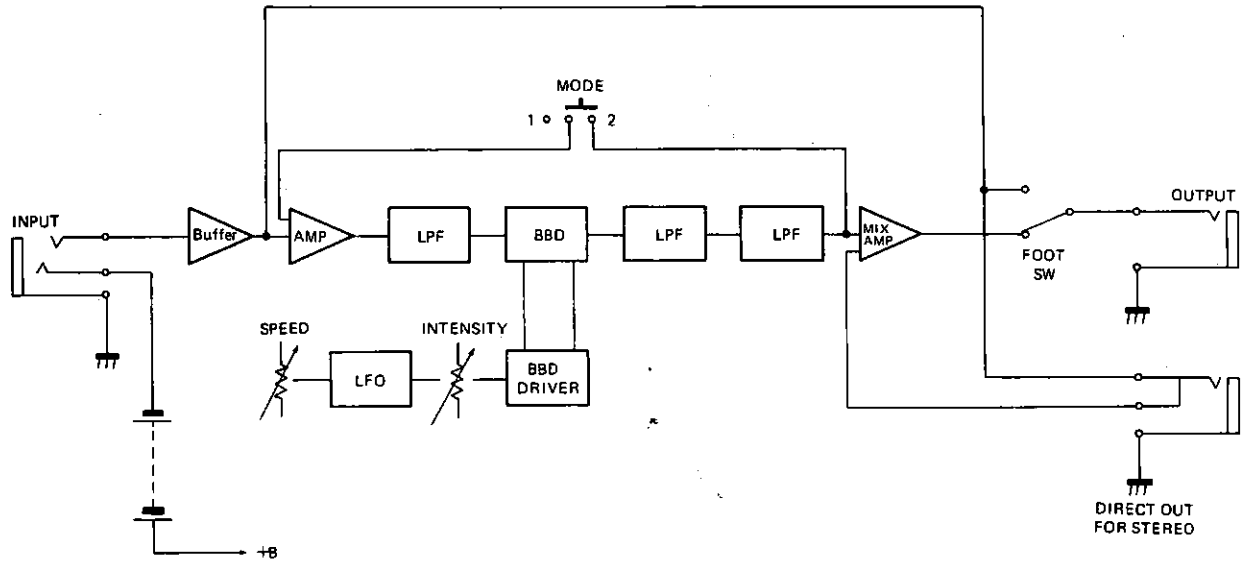 MODE
1 2
INPUT
Buffer
AMP
LPF
BBD
LPF
LPF
MIX
AMP
FOOT
SW
OUTPUT
SPEED
LFO
INTENSITY
BBD
DRIVER
+B
DIRECT OUT
FOR STEREO